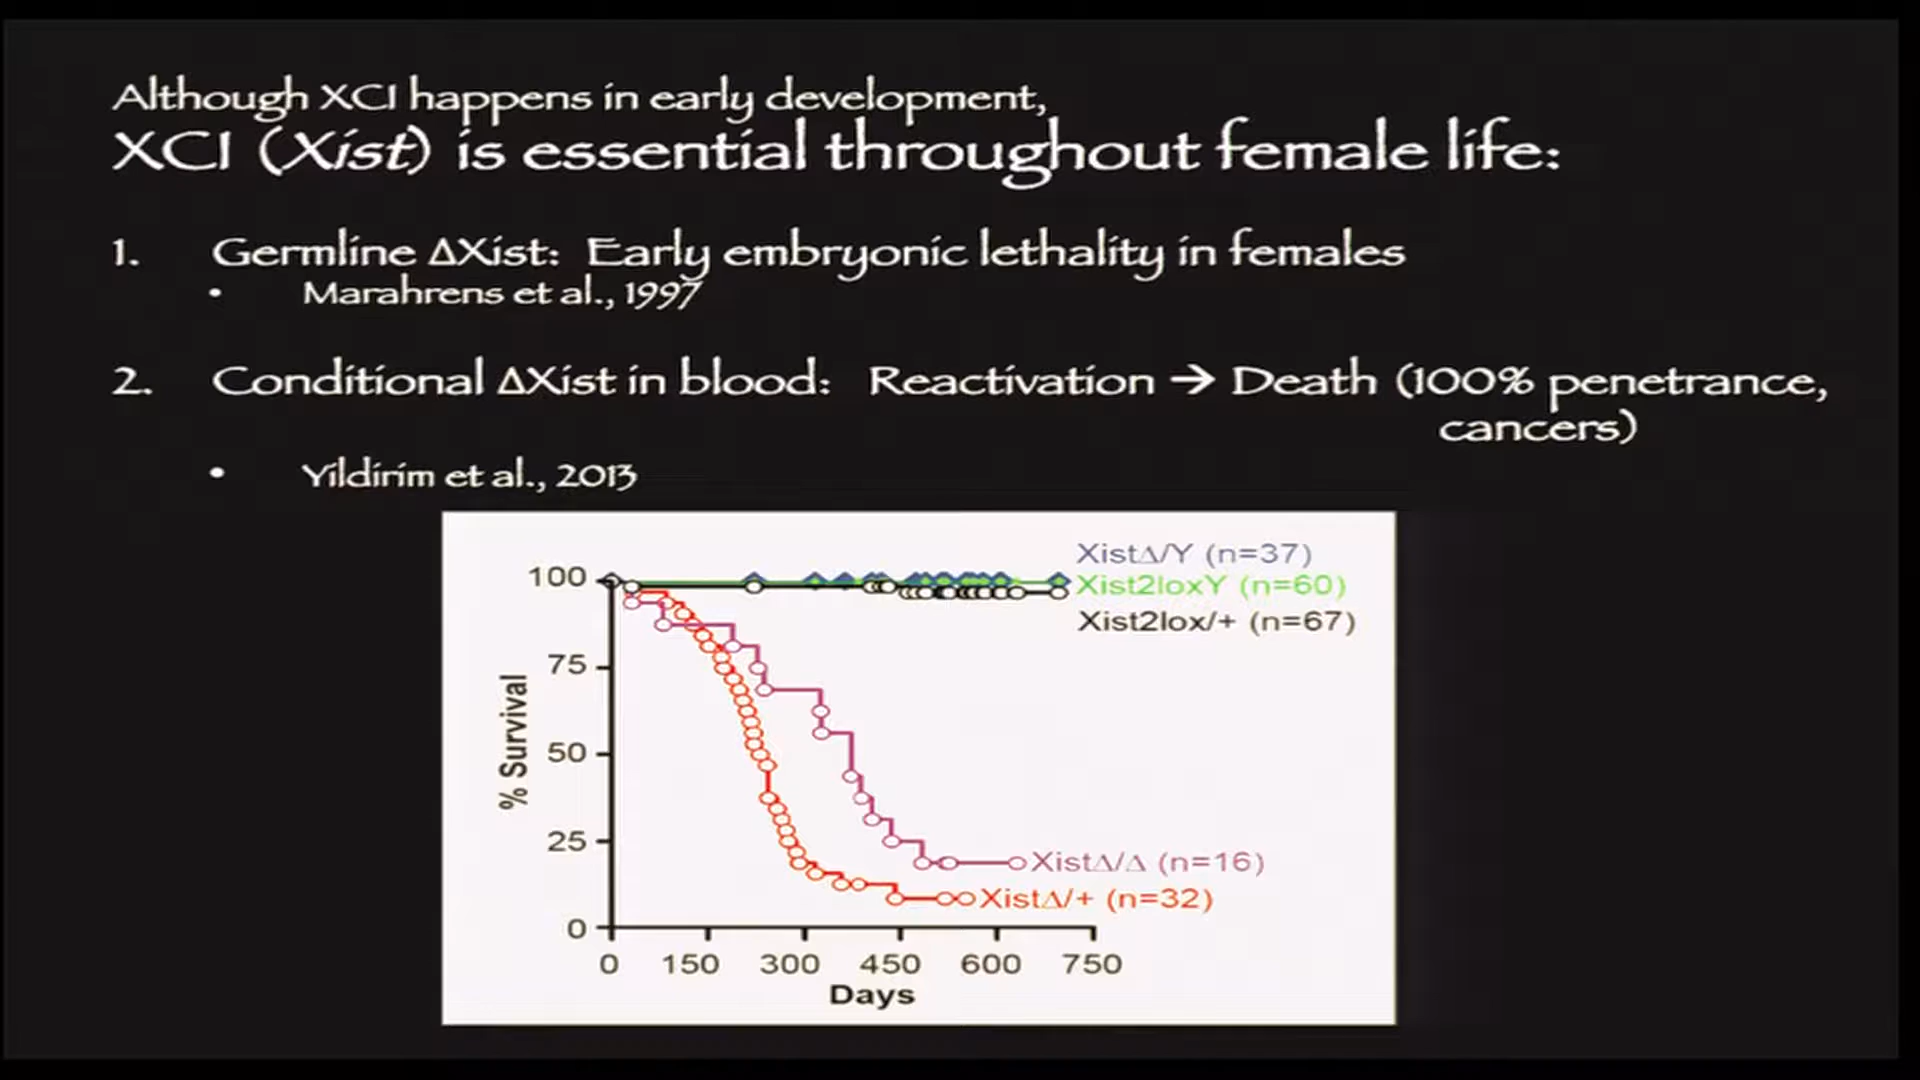 Although XCI happens in early development,
XCI (Xist) is essential throughout female life:
1. Germline ΔXist: Early embryonic lethality in females
• Marahrens et al., 1997
2. Conditional ΔXist in blood: Reactivation → Death (100% penetrance,
cancers)
• Yildirim et al., 2013
XistΔ/Y (n=37)
Xist2loxY (n=60)
Xist2lox/+ (n=67)
100
75
50
25
0
% Survival
XistΔ/Δ (n=16)
XistΔ/+ (n=32)
0 150 300 450 600 750
Days